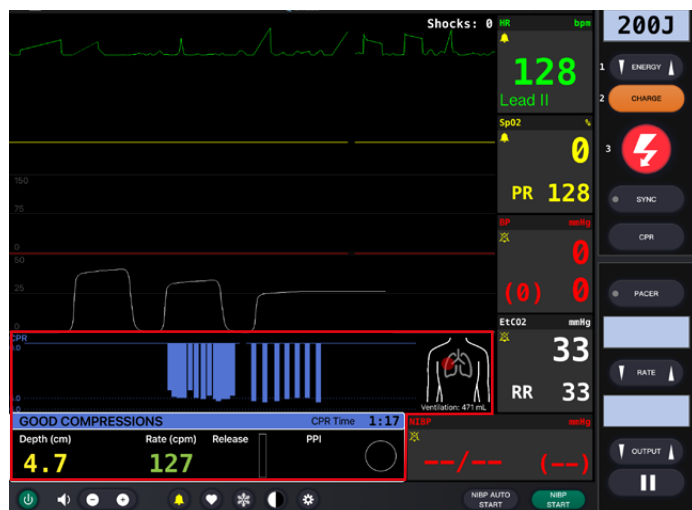 Shocks: 0
HR bpm
128
Lead II
SpO2 %
0
PR 128
150
75
0
BP mmHg
0
(0) 0
50
25
0
EtCO2 mmHg
33
RR 33
CPR
.0
.0
.0
Ventilation: 471 mL
GOOD COMPRESSIONS CPR Time 1:17
Depth (cm) Rate (cpm) Release PPI
4.7 127
NIBP mmHg
--/-- (--)
NIBP AUTO START
NIBP START
200J
1 ENERGY
2 CHARGE
3
SYNC
CPR
PACER
RATE
OUTPUT